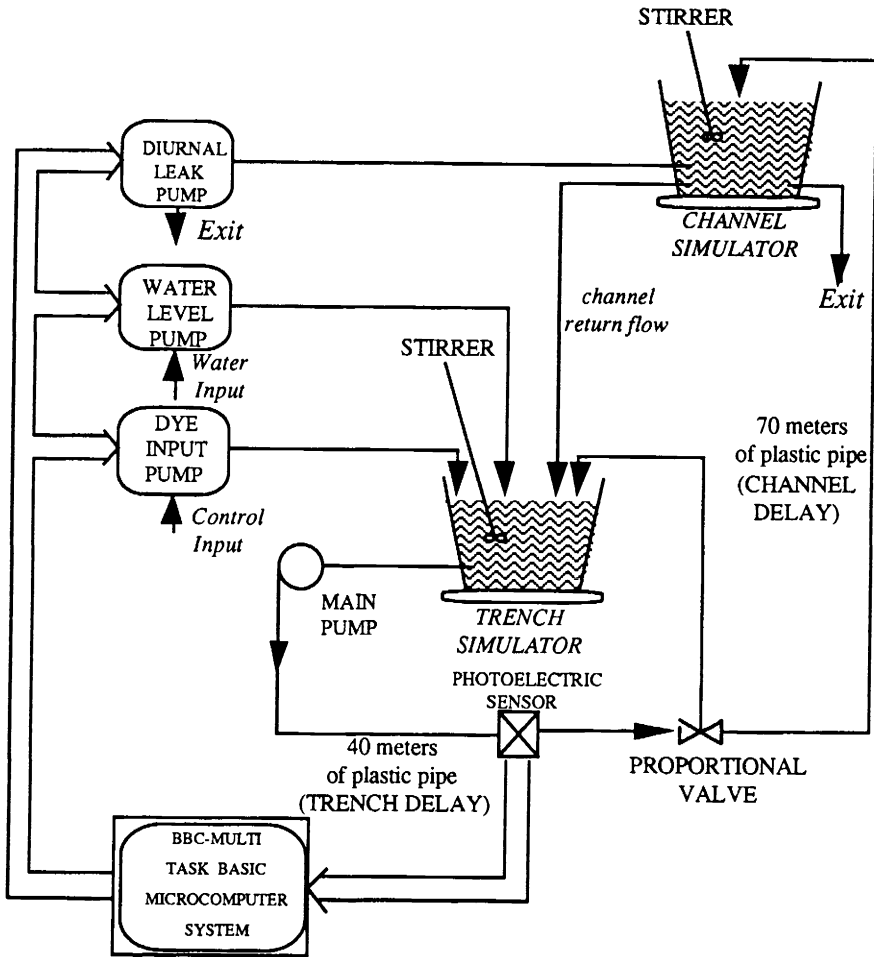 STIRRER
DIURNAL
LEAK
PUMP
Exit
CHANNEL
SIMULATOR
WATER
LEVEL
PUMP
Exit
channel
return flow
STIRRER
Water
Input
DYE
INPUT
PUMP
70 meters
of plastic pipe
(CHANNEL
DELAY)
Control
Input
MAIN
PUMP
TRENCH
SIMULATOR
PHOTOELECTRIC
SENSOR
40 meters
of plastic pipe
(TRENCH DELAY)
PROPORTIONAL
VALVE
BBC-MULTI
TASK BASIC
MICROCOMPUTER
SYSTEM